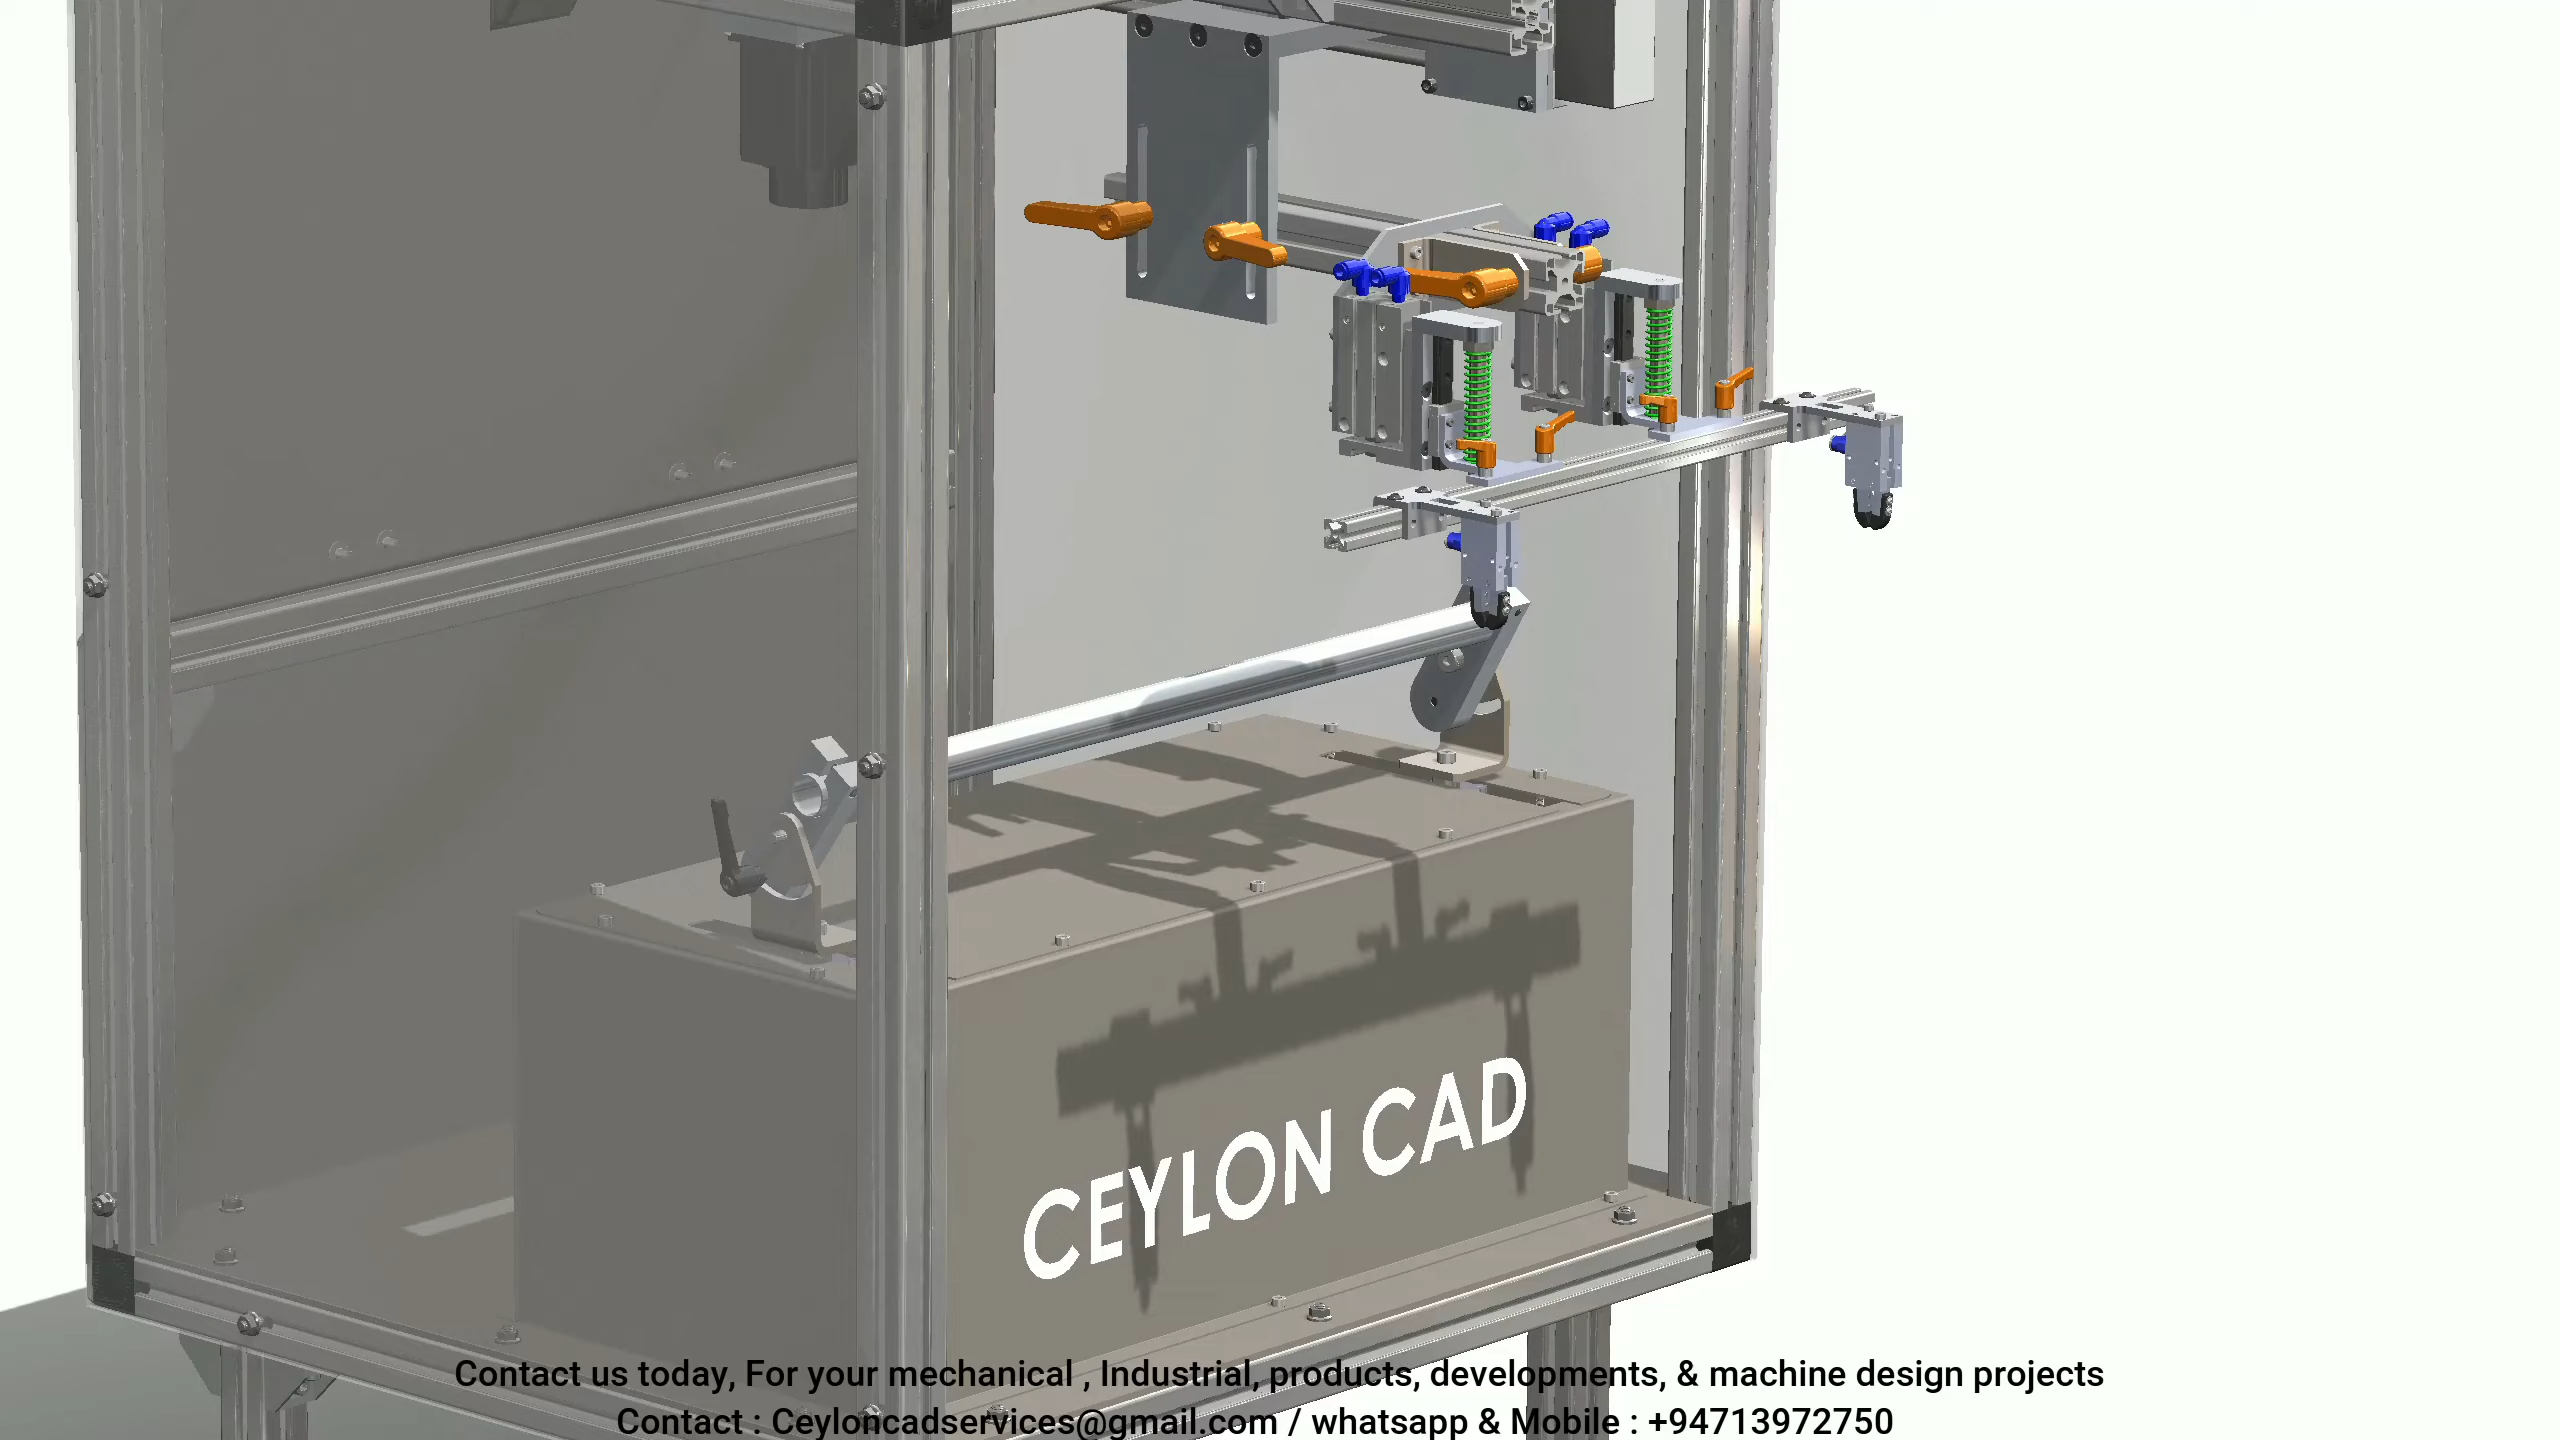 CEYLON CAD
Contact us today, For your mechanical , Industrial, products, developments, & machine design projects
Contact : Ceyloncadservices@gmail.com / whatsapp & Mobile : +94713972750